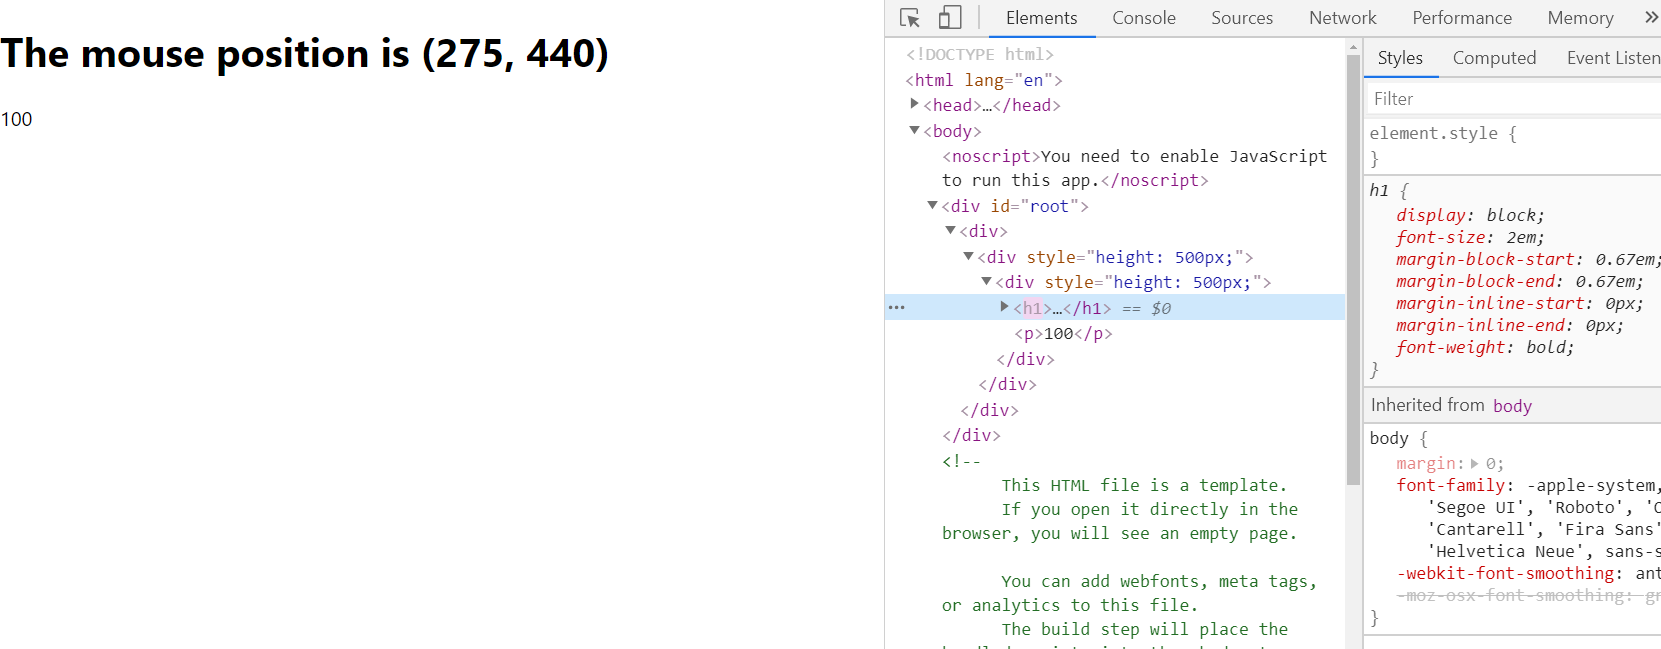 The mouse position is (275, 440)
100
Elements Console Sources Network Performance Memory »
<!DOCTYPE html>
<html lang="en">
▶<head>…</head>
▼<body>
<noscript>You need to enable JavaScript
to run this app.</noscript>
▼<div id="root">
▼<div>
▼<div style="height: 500px;">
▼<div style="height: 500px;">
… ▶<h1>…</h1> == $0
<p>100</p>
</div>
</div>
</div>
</div>
<!--
This HTML file is a template.
If you open it directly in the
browser, you will see an empty page.
You can add webfonts, meta tags,
or analytics to this file.
The build step will place the
Styles Computed Event Listen
Filter
element.style {
}
h1 {
display: block;
font-size: 2em;
margin-block-start: 0.67em;
margin-block-end: 0.67em;
margin-inline-start: 0px;
margin-inline-end: 0px;
font-weight: bold;
}
Inherited from body
body {
margin:▶ 0;
font-family: -apple-system,
'Segoe UI', 'Roboto', 'O
'Cantarell', 'Fira Sans'
'Helvetica Neue', sans-s
-webkit-font-smoothing: ant
-moz-osx-font-smoothing: gr
}